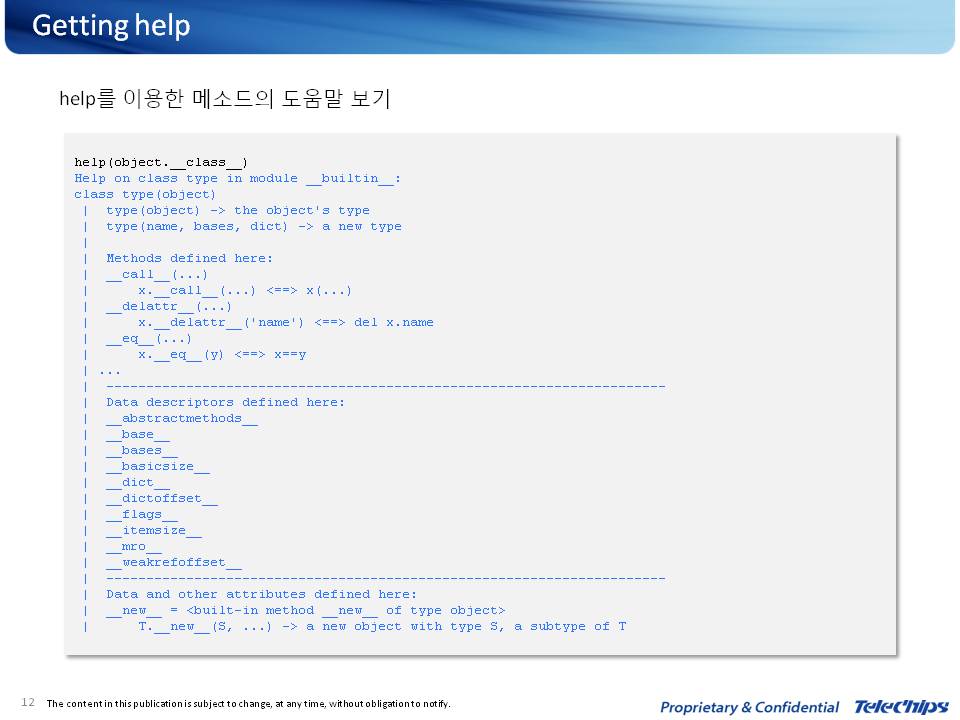 Getting help
help를 이용한 메소드의 도움말 보기
help(object.__class__)
Help on class type in module __builtin__:
class type(object)
 |  type(object) -> the object's type
 |  type(name, bases, dict) -> a new type
 |
 |  Methods defined here:
 |  __call__(...)
 |      x.__call__(...) <==> x(...)
 |  __delattr__(...)
 |      x.__delattr__('name') <==> del x.name
 |  __eq__(...)
 |      x.__eq__(y) <==> x==y
 | ...
 |  ----------------------------------------------------------------------
 |  Data descriptors defined here:
 |  __abstractmethods__
 |  __base__
 |  __bases__
 |  __basicsize__
 |  __dict__
 |  __dictoffset__
 |  __flags__
 |  __itemsize__
 |  __mro__
 |  __weakrefoffset__
 |  ----------------------------------------------------------------------
 |  Data and other attributes defined here:
 |  __new__ = <built-in method __new__ of type object>
 |      T.__new__(S, ...) -> a new object with type S, a subtype of T
12 The content in this publication is subject to change, at any time, without obligation to notify.
Proprietary & Confidential Telechips